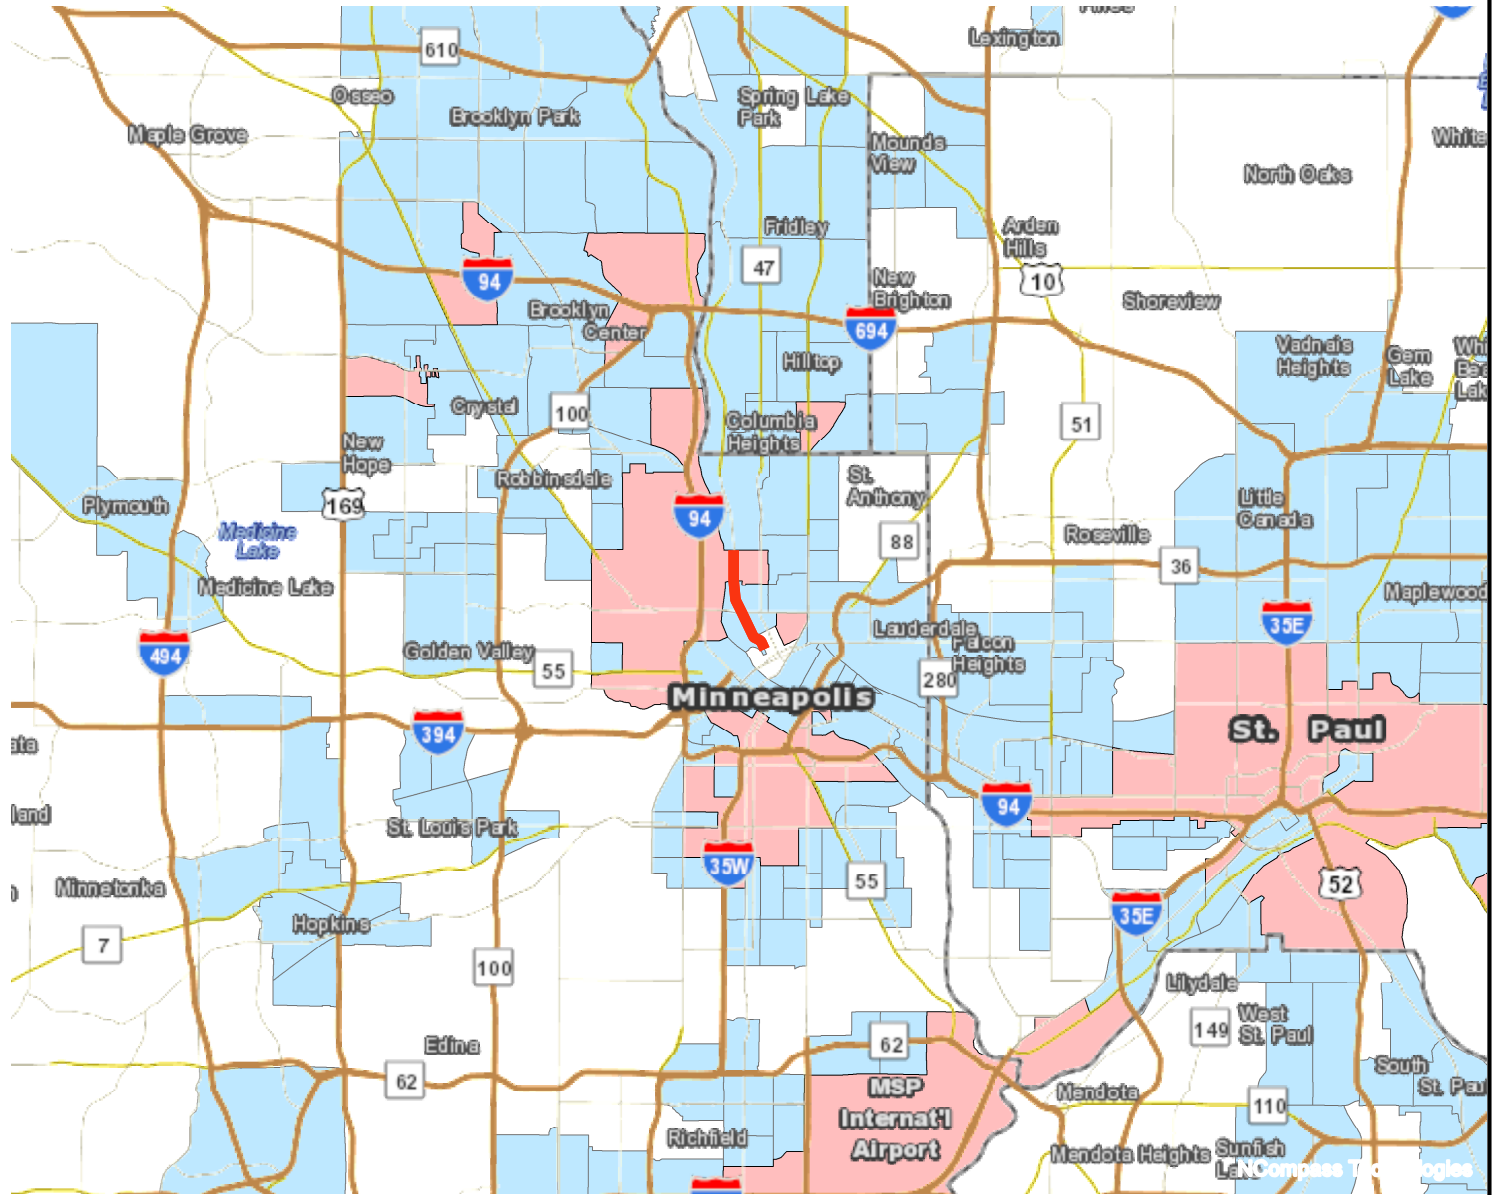 Lexington
610
Osseo
Spring Lake
Park
Brooklyn Park
Maple Grove
Mounds
View
White
North Oaks
Fridley
Arden
Hills
47
94
10
New
Brighton
Shoreview
Brooklyn
Center
694
Hilltop
Vadnais
Heights
Gem
Lake
Crystal
100
Columbia
Heights
51
New
Hope
Robbinsdale
St.
Anthony
169
Plymouth
94
Little
Canada
Medicine
Lake
88
Roseville
36
Medicine Lake
Maplewood
35E
Lauderdale
Falcon
Heights
494
Golden Valley
55
280
Minneapolis
St. Paul
394
94
St. Louis Park
35W
55
52
Minnetonka
Hopkins
35E
7
100
Lilydale
149
West
St. Paul
Edina
62
62
South
St. Pau
MSP
Internat'l
Airport
Mendota
110
Richfield
Mendota Heights
Sunfish
NCompass Technologies